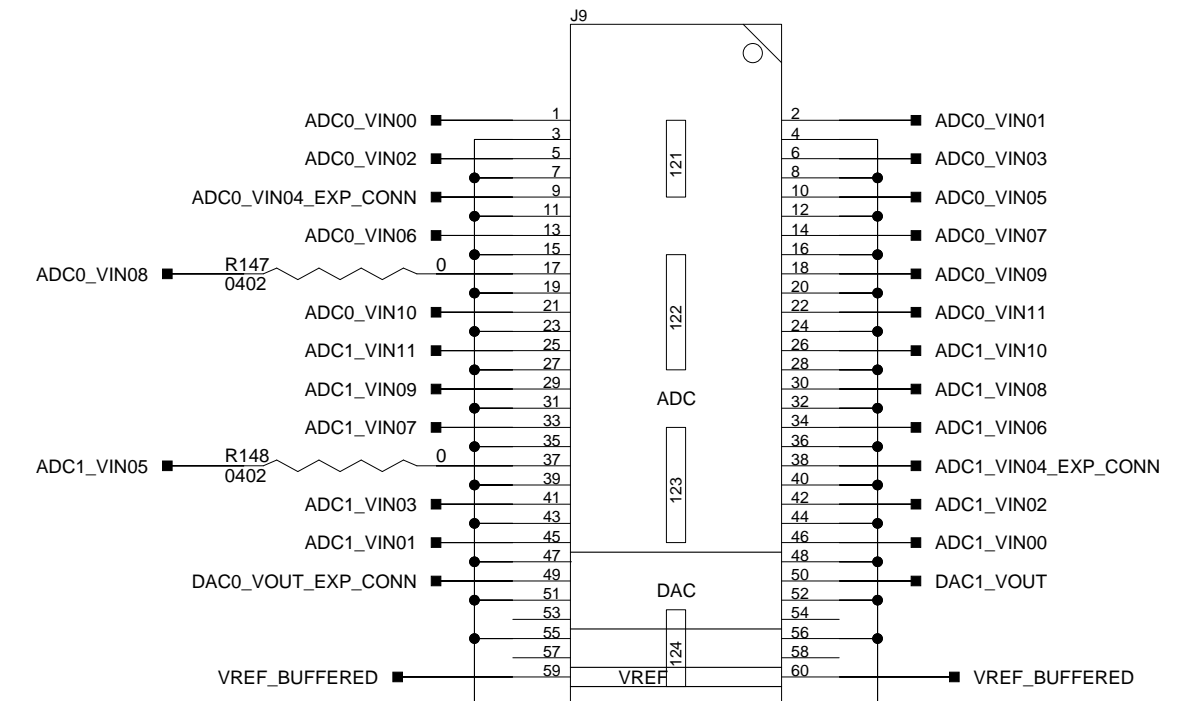 J9
ADC0_VIN00 1 2 ADC0_VIN01
3 4
ADC0_VIN02 5 121 6 ADC0_VIN03
7 8
ADC0_VIN04_EXP_CONN 9 10 ADC0_VIN05
11 12
ADC0_VIN06 13 14 ADC0_VIN07
15 16
ADC0_VIN08 R147 0402 0 17 18 ADC0_VIN09
19 20
ADC0_VIN10 21 122 22 ADC0_VIN11
23 24
ADC1_VIN11 25 26 ADC1_VIN10
27 28
ADC1_VIN09 29 30 ADC1_VIN08
31 ADC 32
ADC1_VIN07 33 34 ADC1_VIN06
35 36
ADC1_VIN05 R148 0402 0 37 38 ADC1_VIN04_EXP_CONN
39 123 40
ADC1_VIN03 41 42 ADC1_VIN02
43 44
ADC1_VIN01 45 46 ADC1_VIN00
47 48
DAC0_VOUT_EXP_CONN 49 DAC 50 DAC1_VOUT
51 52
53 54
55 124 56
57 58
VREF_BUFFERED 59 VREF 60 VREF_BUFFERED